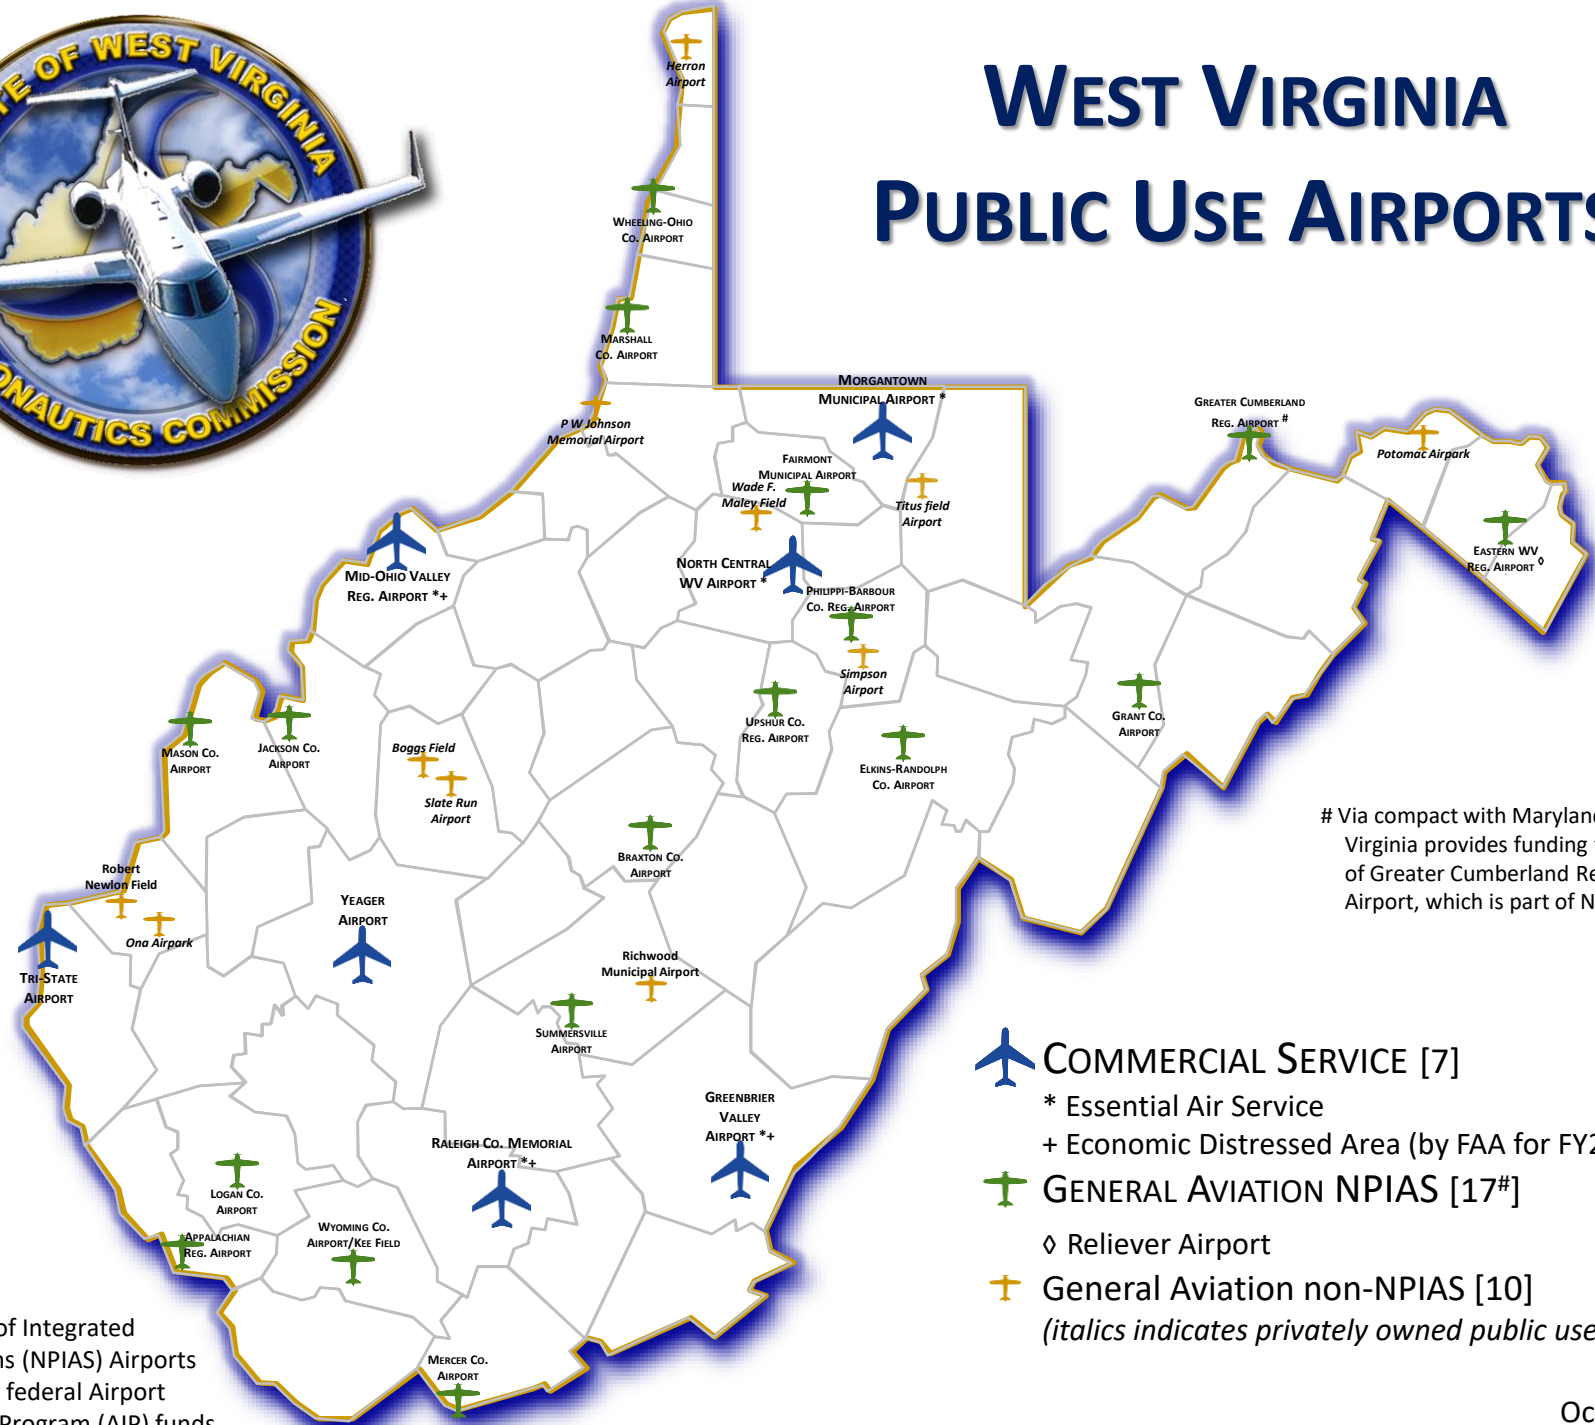 OF WEST VIRGINIA
COMMISSION
WEST VIRGINIA
PUBLIC USE AIRPORTS
Herron
Airport
WHEELING-OHIO
CO. AIRPORT
MARSHALL
CO. AIRPORT
P W Johnson
Memorial Airport
MORGANTOWN
MUNICIPAL AIRPORT *
FAIRMONT
MUNICIPAL AIRPORT
Wade F.
Maley Field
Titus field
Airport
GREATER CUMBERLAND
REG. AIRPORT #
Potomac Airpark
EASTERN WV
REG. AIRPORT ◊
MID-OHIO VALLEY
REG. AIRPORT *+
NORTH CENTRAL
WV AIRPORT *
PHILIPPI-BARBOUR
CO. REG. AIRPORT
Simpson
Airport
UPSHUR CO.
REG. AIRPORT
GRANT CO.
AIRPORT
ELKINS-RANDOLPH
CO. AIRPORT
MASON CO.
AIRPORT
JACKSON CO.
AIRPORT
Boggs Field
Slate Run
Airport
BRAXTON CO.
AIRPORT
Robert
Newlon Field
Ona Airpark
YEAGER
AIRPORT
TRI-STATE
AIRPORT
Richwood
Municipal Airport
SUMMERSVILLE
AIRPORT
GREENBRIER
VALLEY
AIRPORT *+
RALEIGH CO. MEMORIAL
AIRPORT *+
LOGAN CO.
AIRPORT
APPALACHIAN
REG. AIRPORT
WYOMING CO.
AIRPORT/KEE FIELD
MERCER CO.
AIRPORT
# Via compact with Maryland
Virginia provides funding
of Greater Cumberland
Airport, which is part of
COMMERCIAL SERVICE [7]
* Essential Air Service
+ Economic Distressed Area (by FAA for
GENERAL AVIATION NPIAS [17#]
◊ Reliever Airport
General Aviation non-NPIAS [10]
(italics indicates privately owned public use
of Integrated
(NPIAS) Airports
federal Airport
Program (AIP) funds